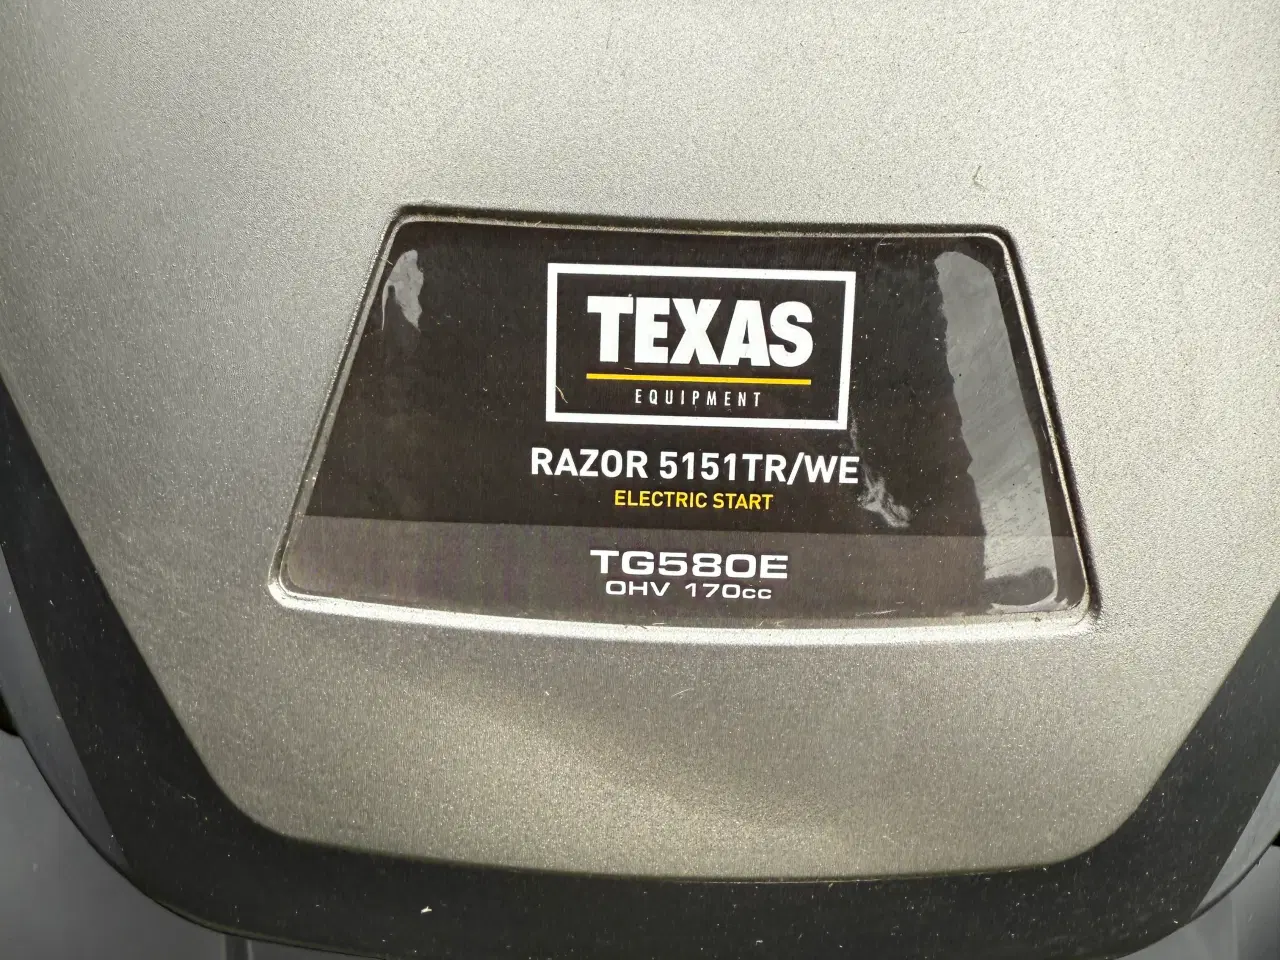 TEXAS
EQUIPMENT
RAZOR 5151TR/WE
ELECTRIC START
TG580E
OHV 170cc